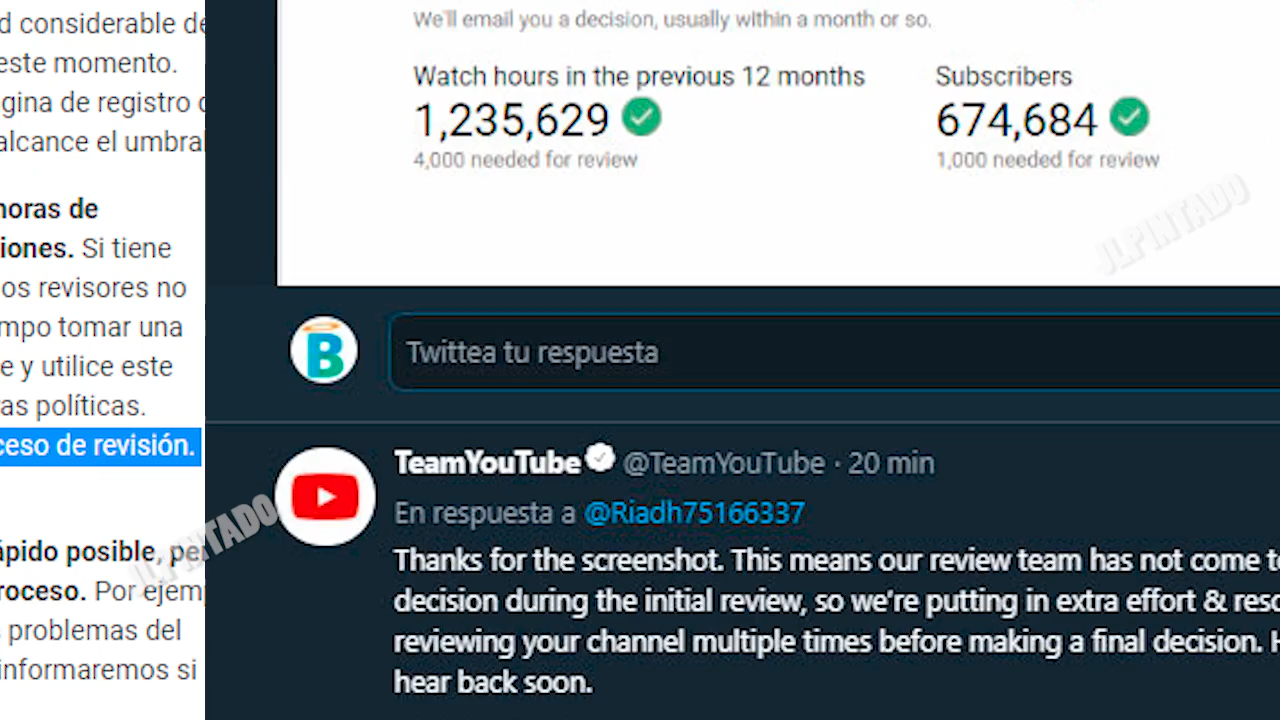 d considerable de
este momento.
gina de registro
alcance el umbra
horas de
iones. Si tiene
os revisores no
mpo tomar una
e y utilice este
as políticas.
ceso de revisión.
ápido posible, pe
roceso. Por ejem
problemas del
informaremos si
We'll email you a decision, usually within a month or so.
Watch hours in the previous 12 months
1,235,629
4,000 needed for review
Subscribers
674,684
1,000 needed for review
JLPINTADO
B
Twittea tu respuesta
TeamYouTube @TeamYouTube · 20 min
En respuesta a @Riadh75166337
Thanks for the screenshot. This means our review team has not come to
decision during the initial review, so we're putting in extra effort & reso
reviewing your channel multiple times before making a final decision. H
hear back soon.
JLPINTADO